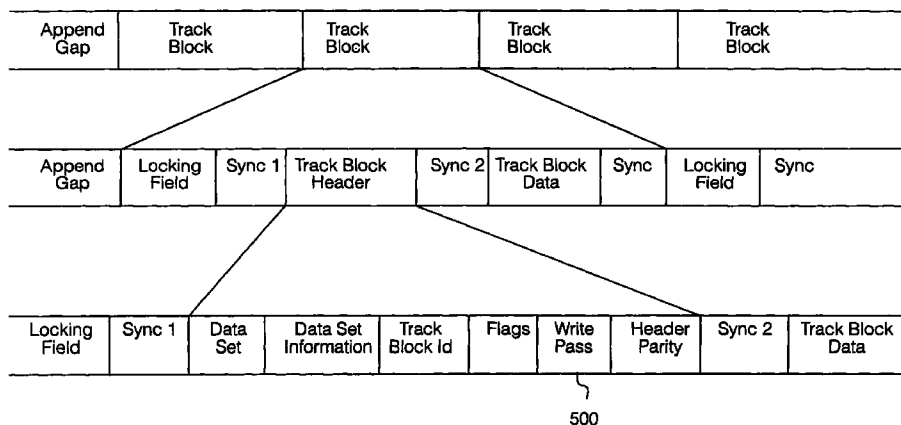 Append Track Track Track Track
Gap Block Block Block Block
Append Locking Sync 1 Track Block Sync 2 Track Block Sync Locking Sync
Gap Field Header Data Field
Locking Sync 1 Data Data Set Track Flags Write Header Sync 2 Track Block
Field Set Information Block Id Pass Parity Data
500